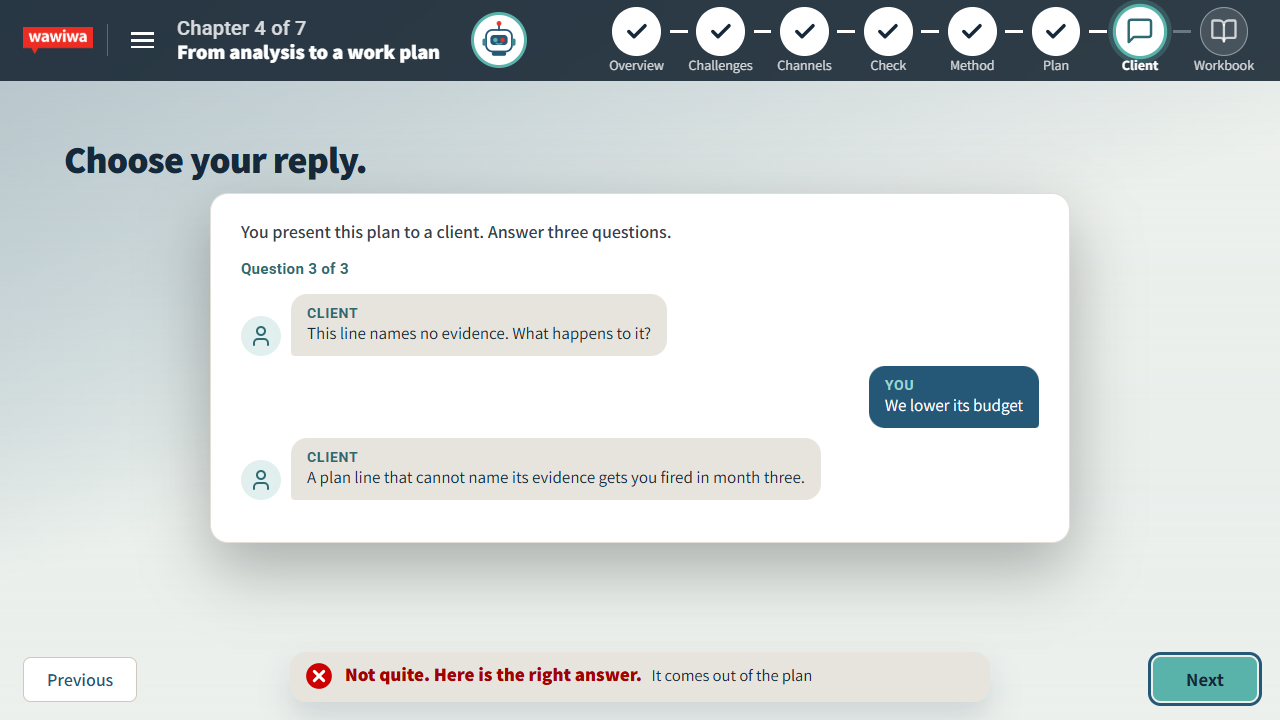 wawiwa
Chapter 4 of 7
From analysis to a work plan
Overview
Challenges
Channels
Check
Method
Plan
Client
Workbook
Choose your reply.
You present this plan to a client. Answer three questions.
Question 3 of 3
CLIENT
This line names no evidence. What happens to it?
YOU
We lower its budget
CLIENT
A plan line that cannot name its evidence gets you fired in month three.
Previous
Not quite. Here is the right answer. It comes out of the plan
Next